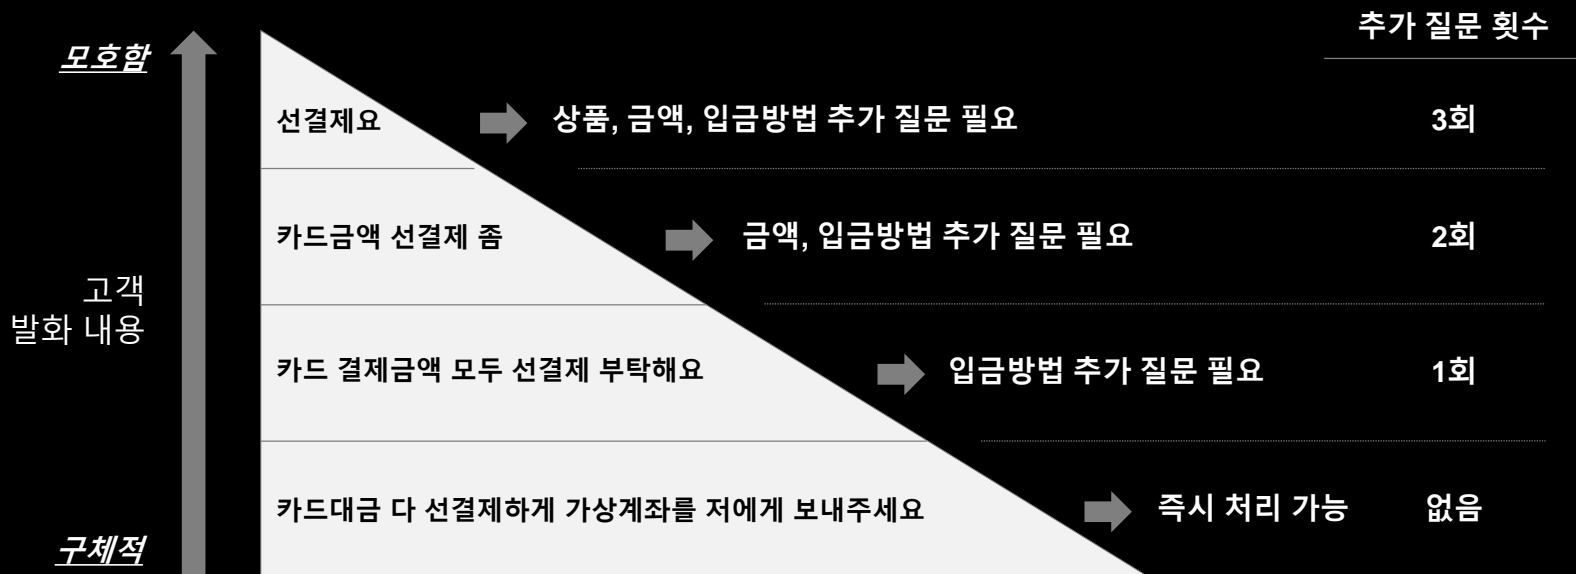 추가 질문 횟수
모호함
선결제요
상품, 금액, 입금방법 추가 질문 필요
3회
카드금액 선결제 좀
금액, 입금방법 추가 질문 필요
2회
고객
발화 내용
카드 결제금액 모두 선결제 부탁해요
입금방법 추가 질문 필요
1회
카드대금 다 선결제하게 가상계좌를 저에게 보내주세요
즉시 처리 가능
없음
구체적